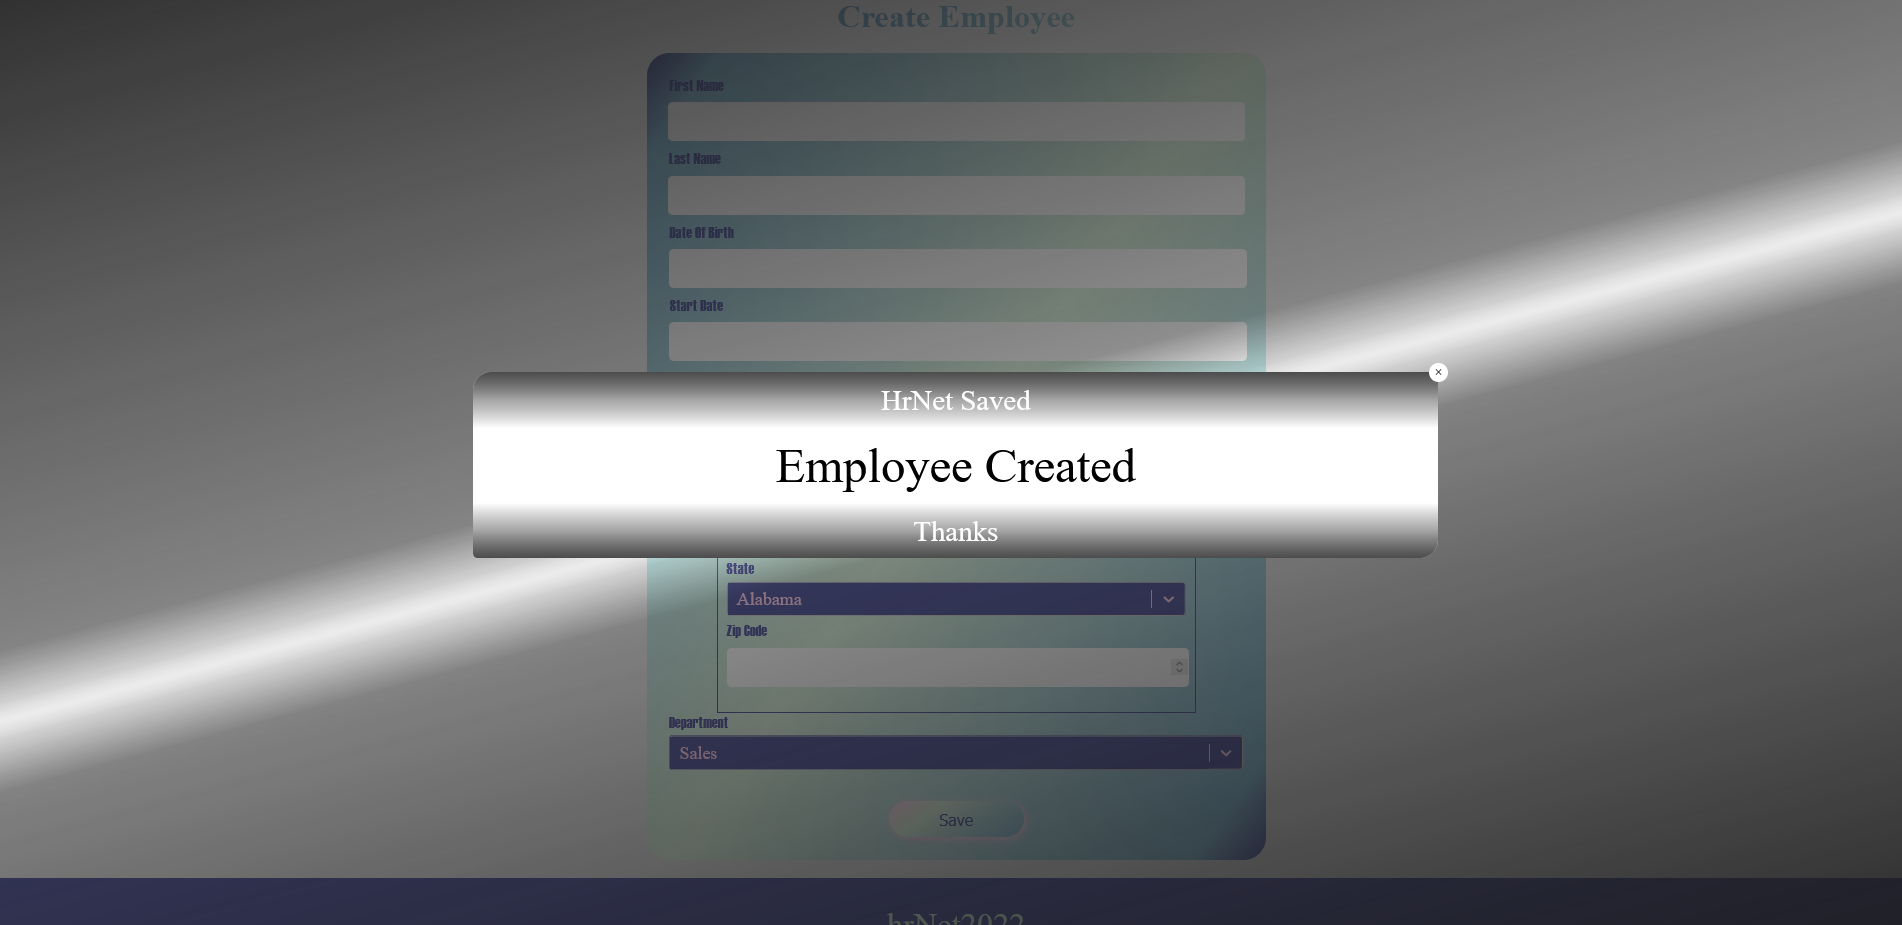 Create Employee
First Name
Last Name
Date Of Birth
Start Date
HrNet Saved
Employee Created
Thanks
State
Alabama
Zip Code
Department
Sales
Save
hrNet2022